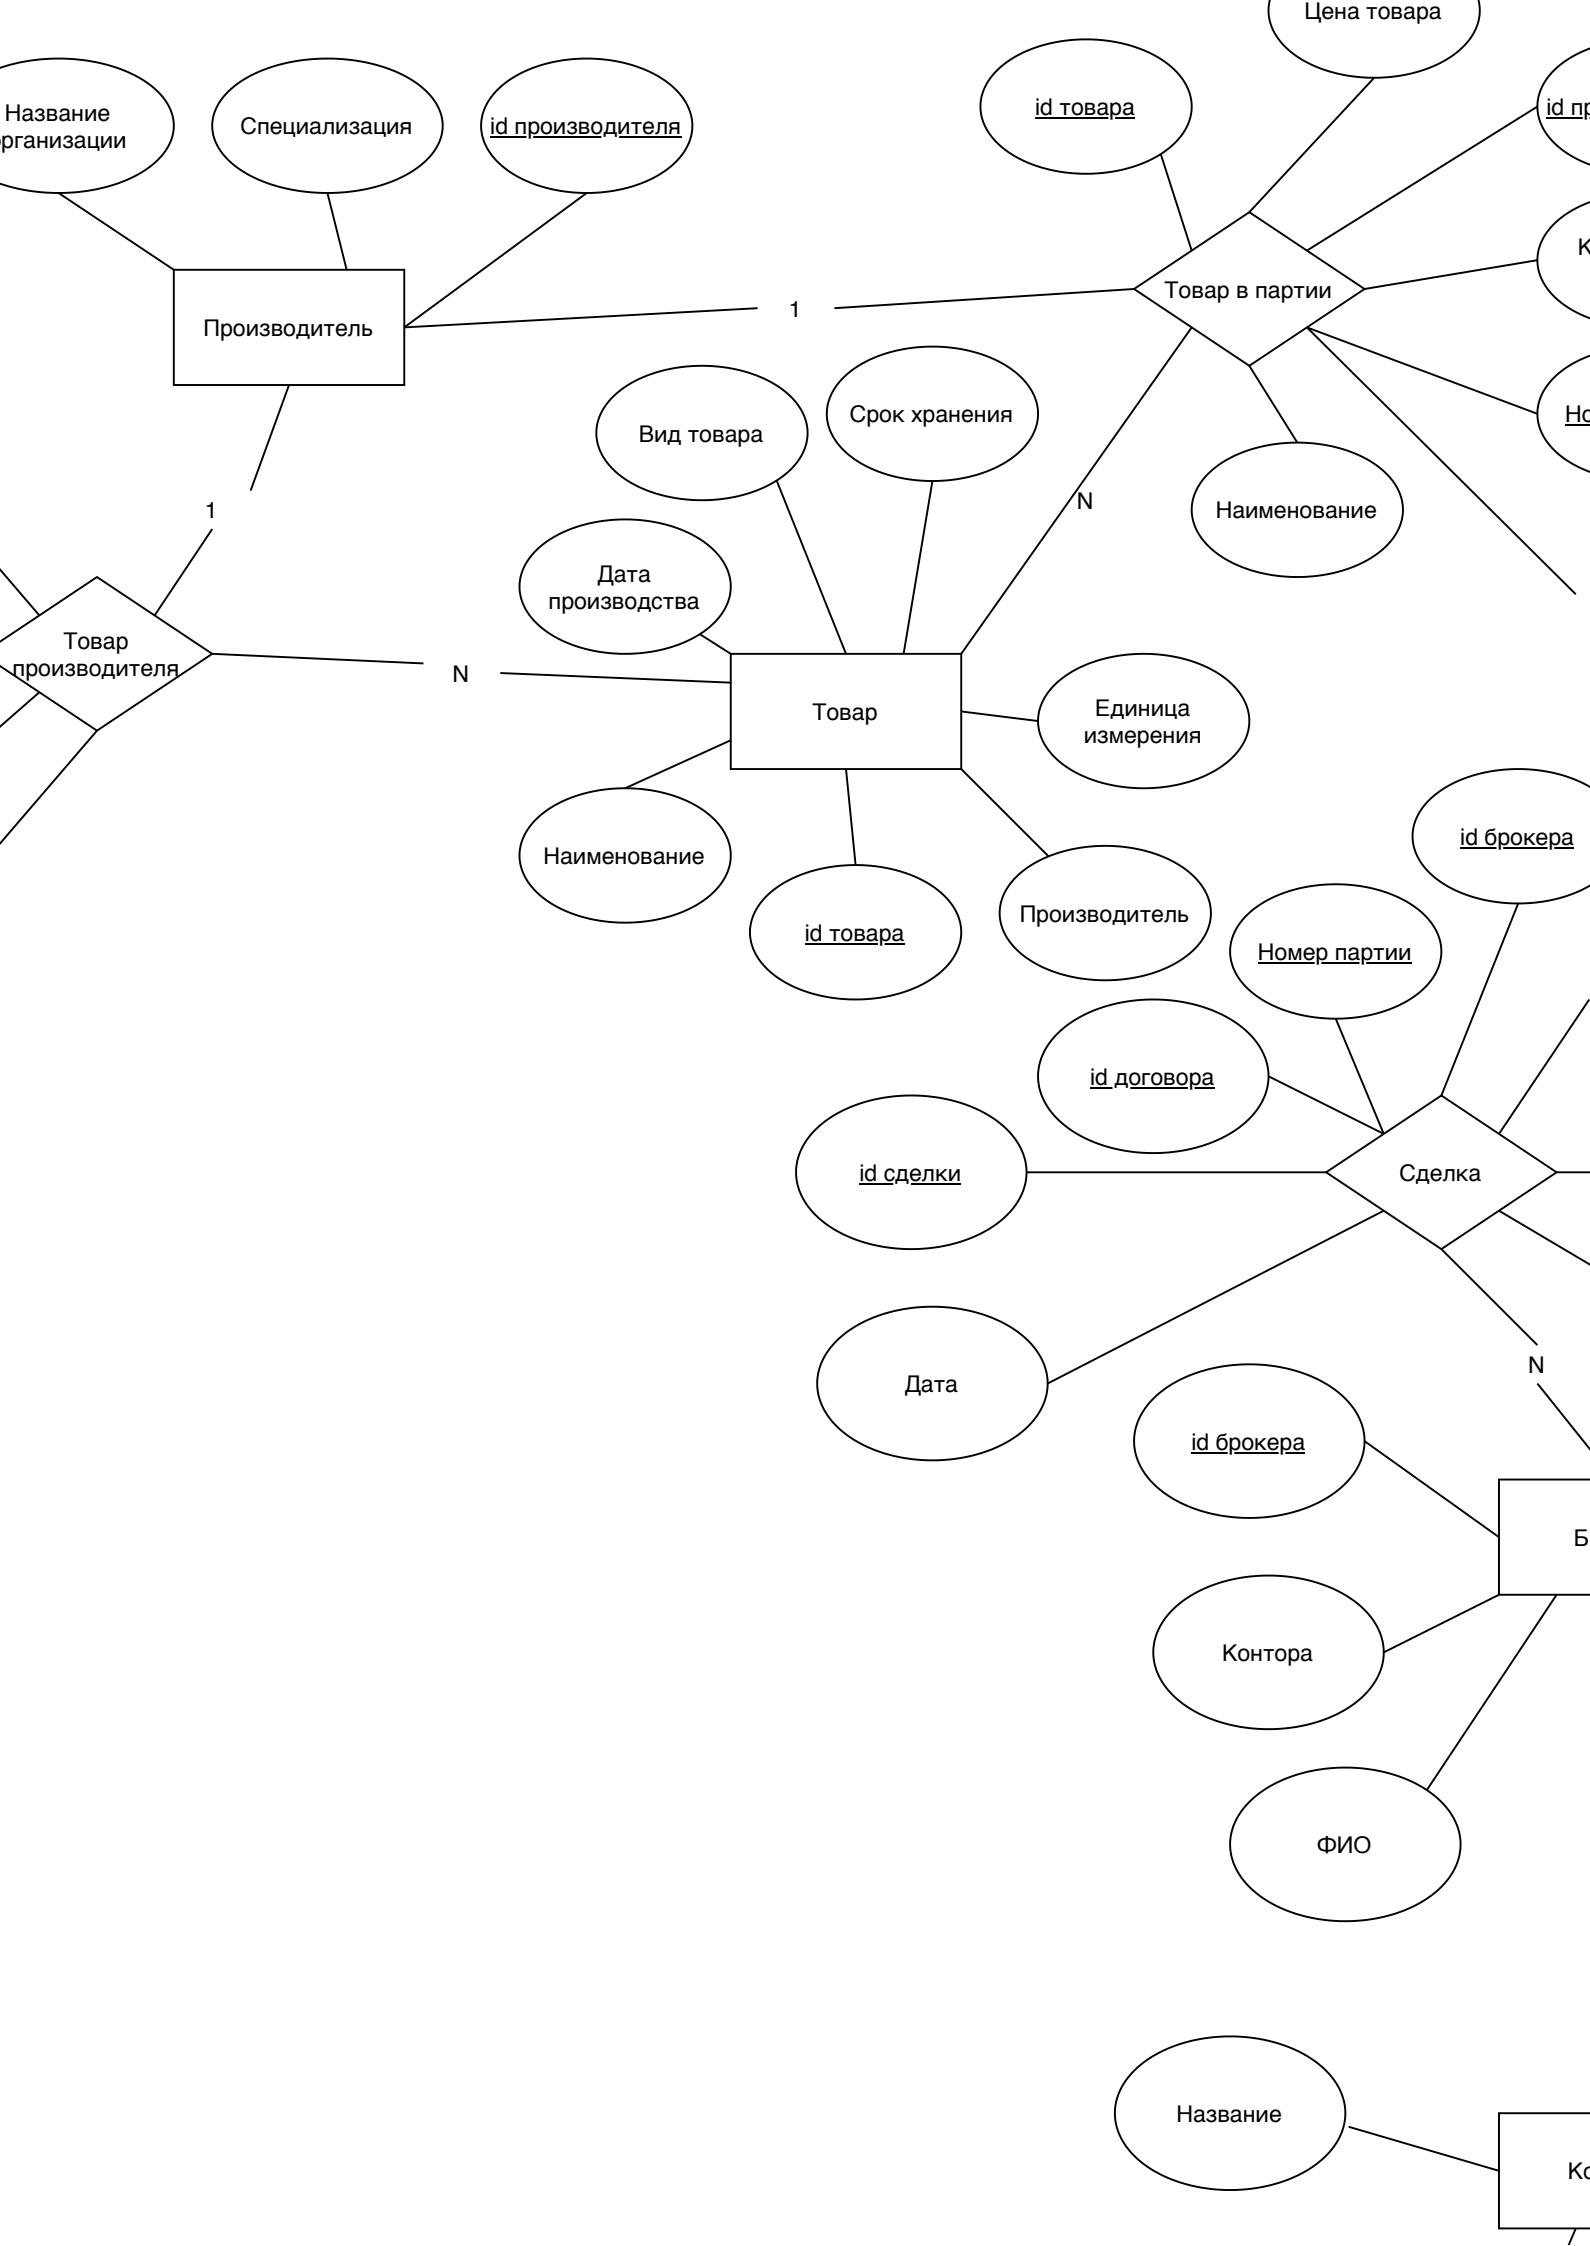 Цена товара
id товара
Название
Специализация
id производителя
Товар в партии
Производитель
1
Вид товара
Срок хранения
N
Наименование
1
Дата
производства
Товар
производителя
N
Товар
Единица
измерения
Наименование
id товара
Производитель
id брокера
Номер партии
id договора
id сделки
Сделка
Дата
N
id брокера
Контора
ФИО
Название